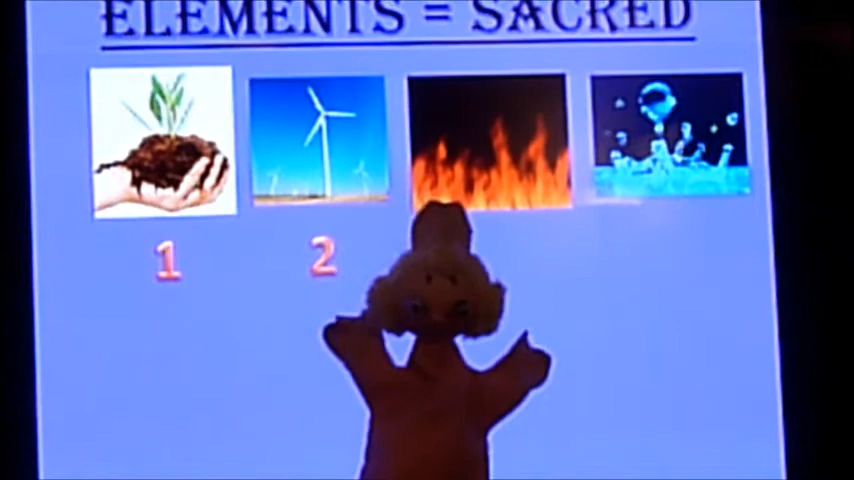 ELEMENTS = SACRED
1 2